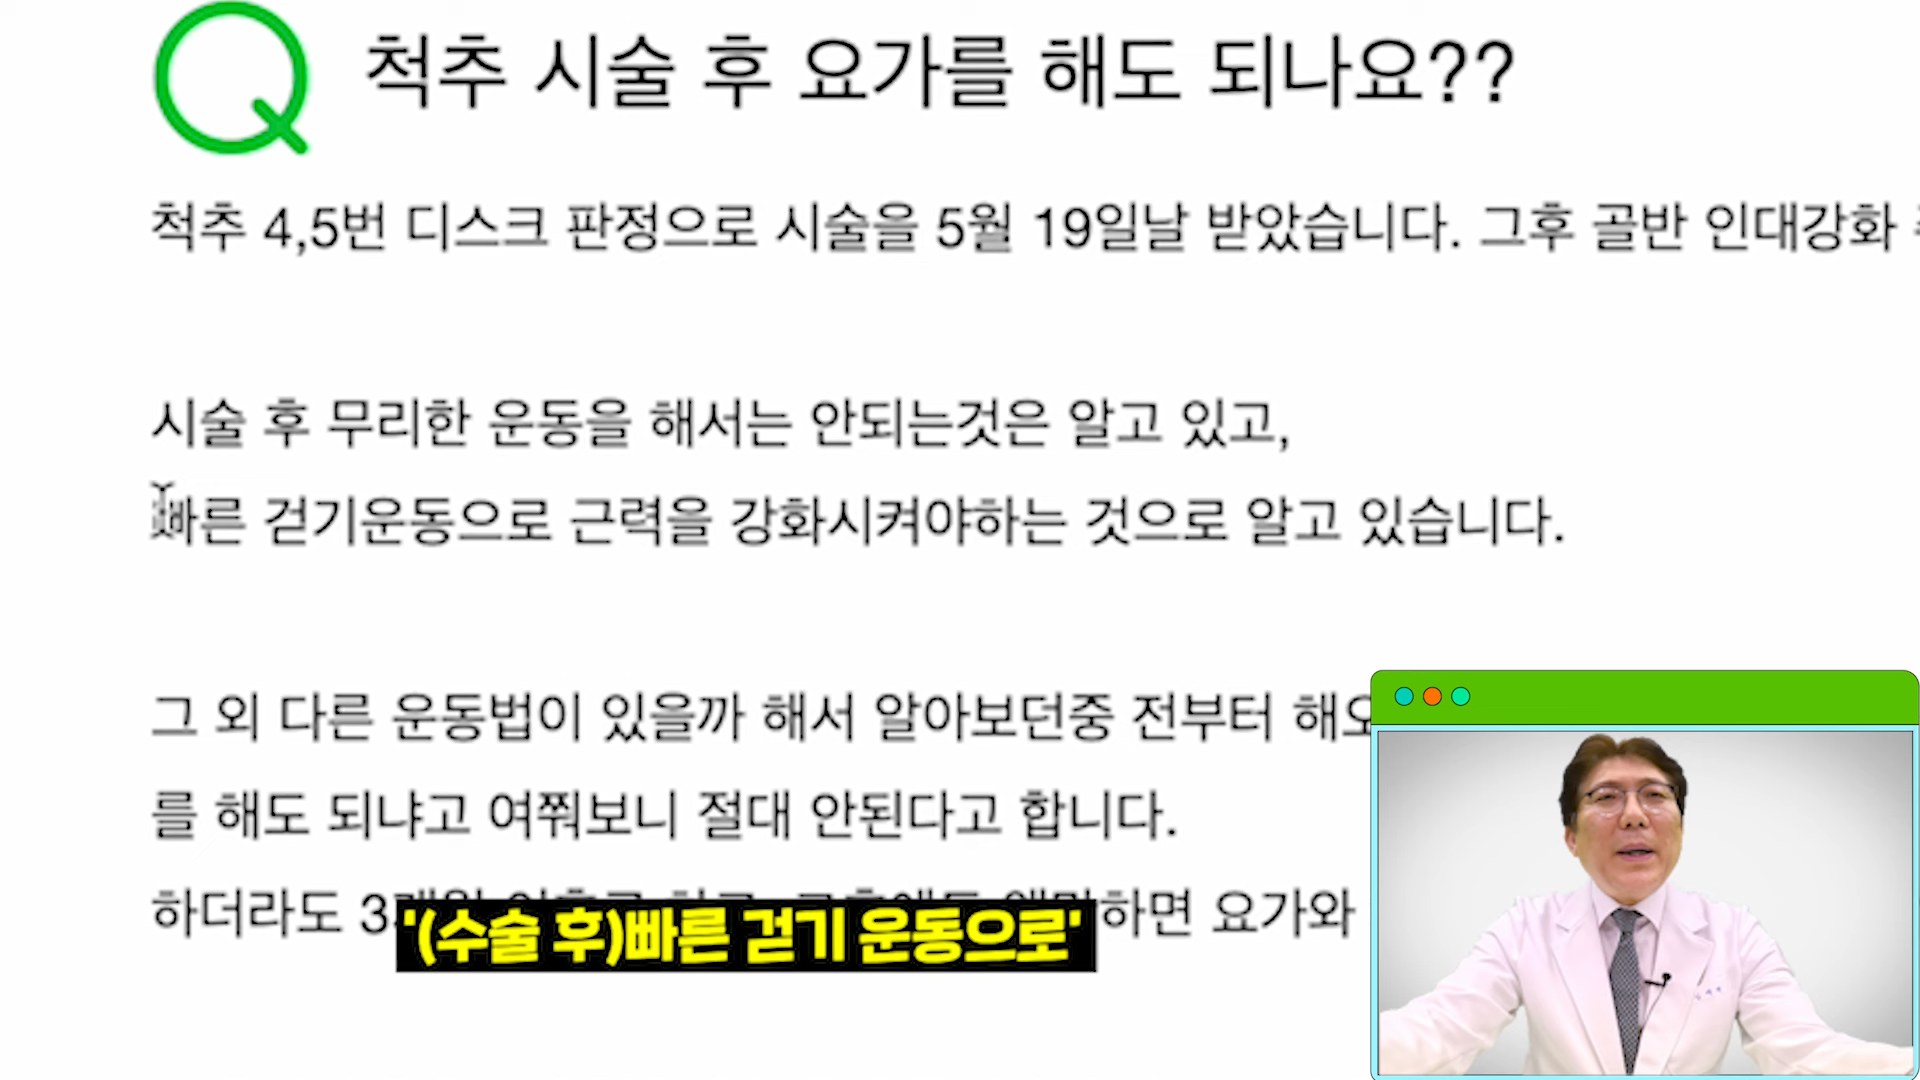 Q 척추 시술 후 요가를 해도 되나요??
척추 4,5번 디스크 판정으로 시술을 5월 19일날 받았습니다. 그후 골반 인대강화
시술 후 무리한 운동을 해서는 안되는것은 알고 있고,
빠른 걷기운동으로 근력을 강화시켜야하는 것으로 알고 있습니다.
그 외 다른 운동법이 있을까 해서 알아보던중 전부터 해오
를 해도 되냐고 여쭤보니 절대 안된다고 합니다.
하더라도 하면 요가와
'(수술 후)빠른 걷기 운동으로'